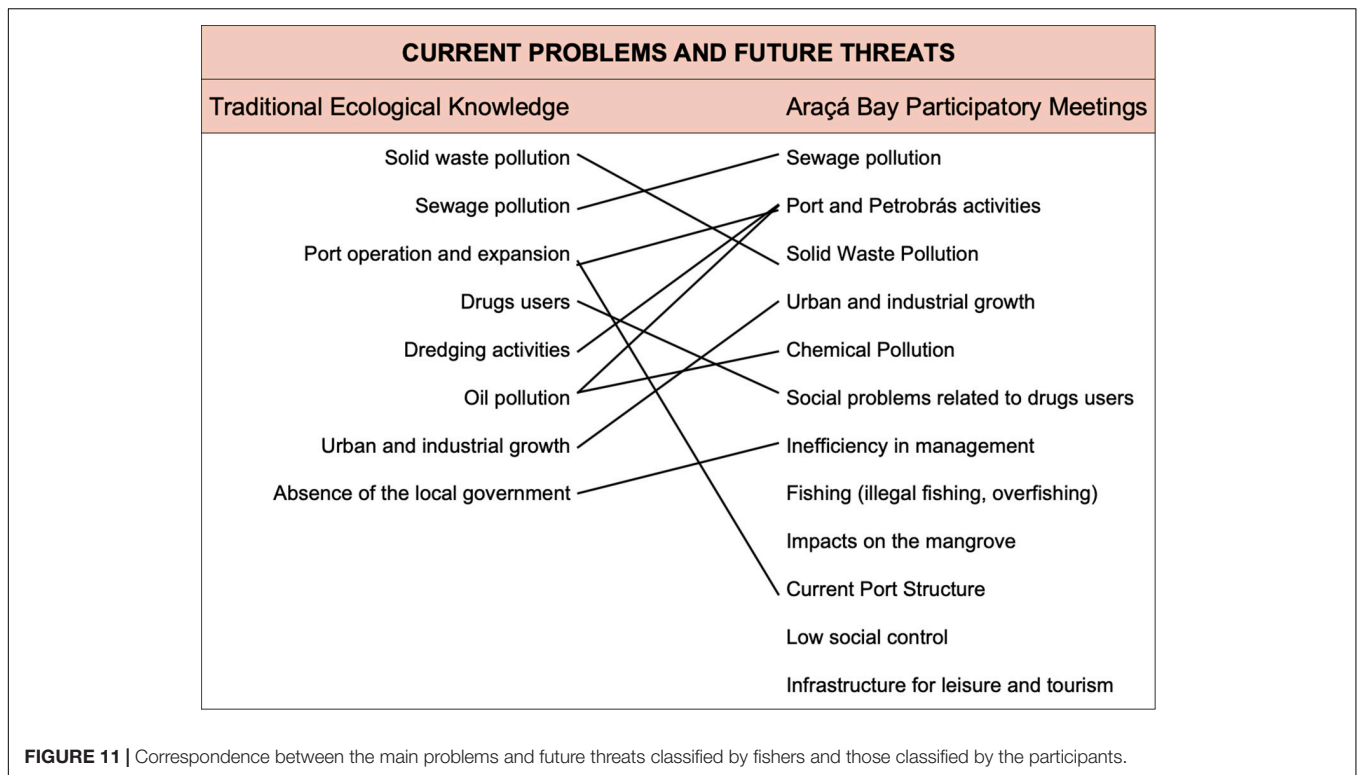 CURRENT PROBLEMS AND FUTURE THREATS
Traditional Ecological Knowledge
Araçá Bay Participatory Meetings
Solid waste pollution
Sewage pollution
Port operation and expansion
Drugs users
Dredging activities
Oil pollution
Urban and industrial growth
Absence of the local government
Sewage pollution
Port and Petrobrás activities
Solid Waste Pollution
Urban and industrial growth
Chemical Pollution
Social problems related to drugs users
Inefficiency in management
Fishing (illegal fishing, overfishing)
Impacts on the mangrove
Current Port Structure
Low social control
Infrastructure for leisure and tourism
FIGURE 11 | Correspondence between the main problems and future threats classified by fishers and those classified by the participants.